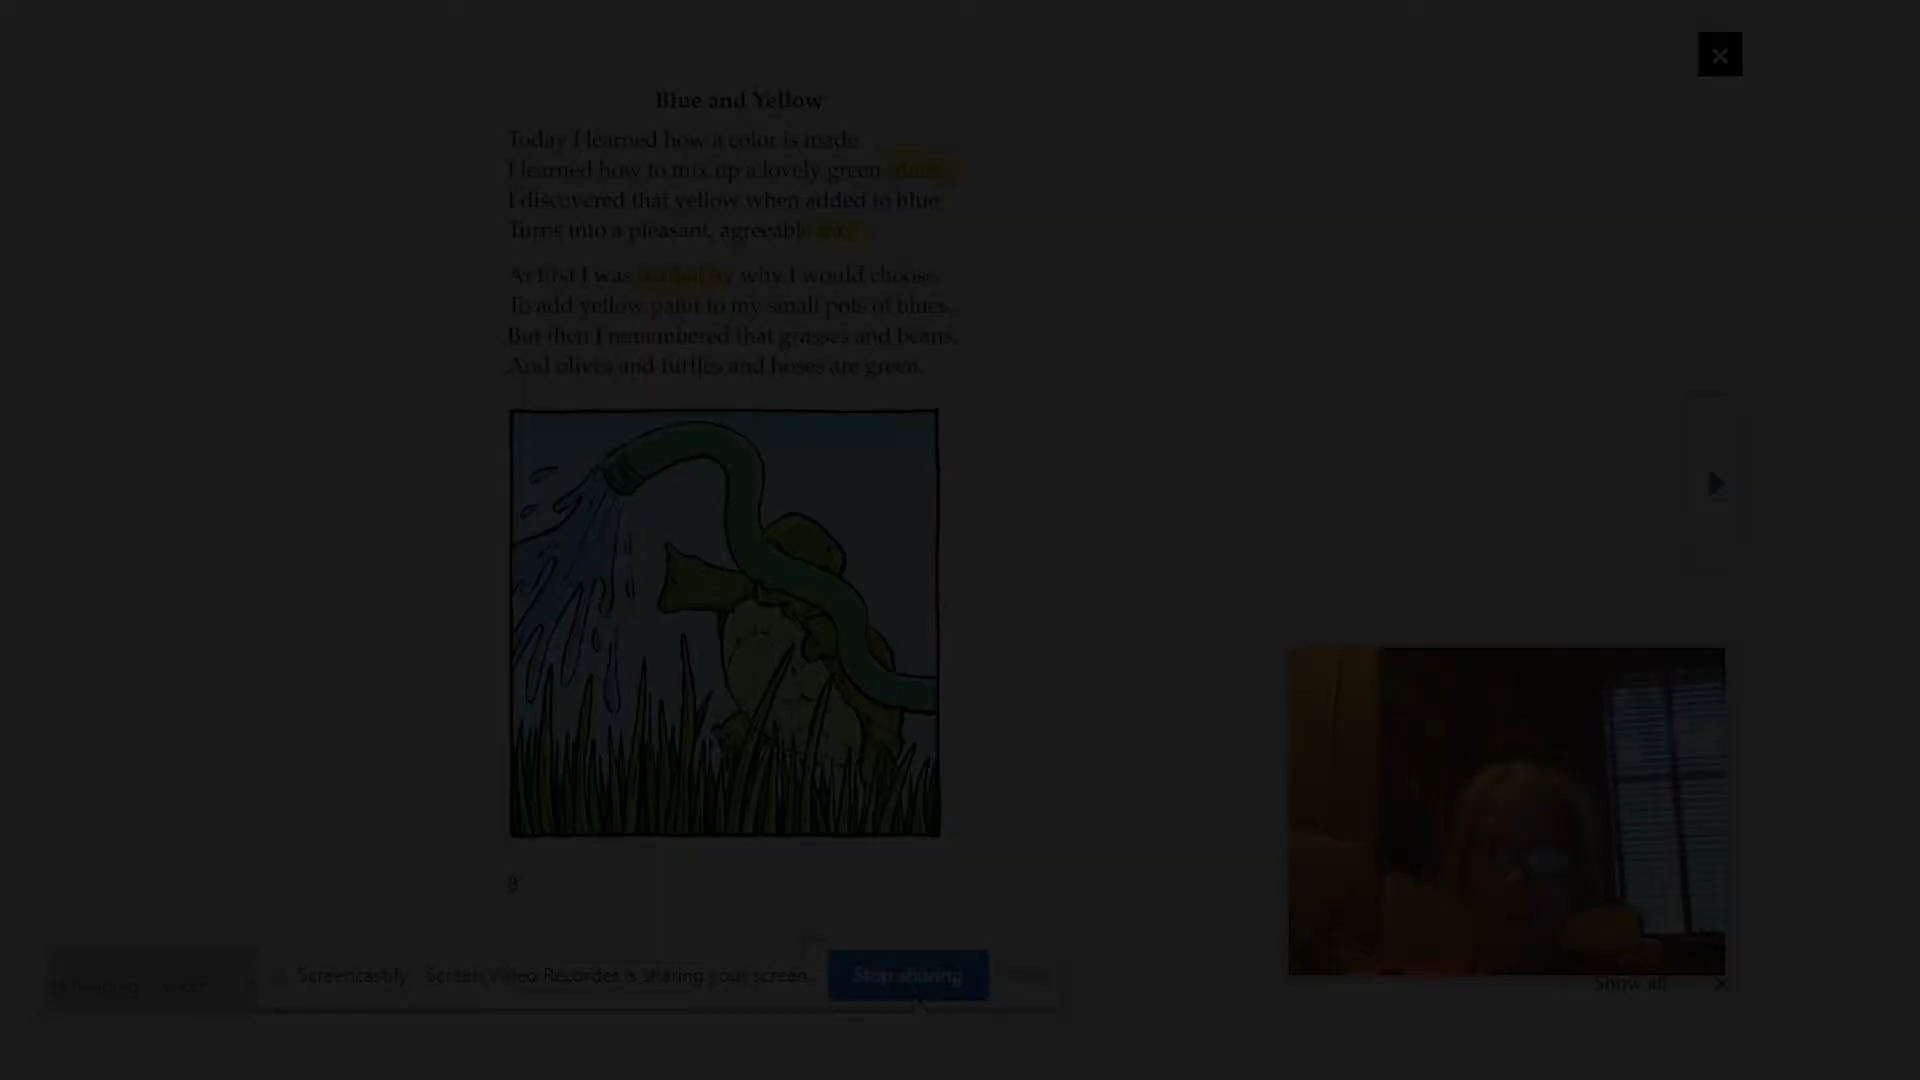 Blue and Yellow
Today I learned how a color is made
I learned how to mix up a lovely green
I discovered that yellow when added to blue
Turns into a pleasant, agreeable
At first I was by why I would choose
To add yellow paint to my small pots of blues.
But then I remembered that grasses and beans,
And olives and turtles and hoses are green.
8
Screencastify - Screen Video Recorder is sharing your screen.
Stop sharing
Show all